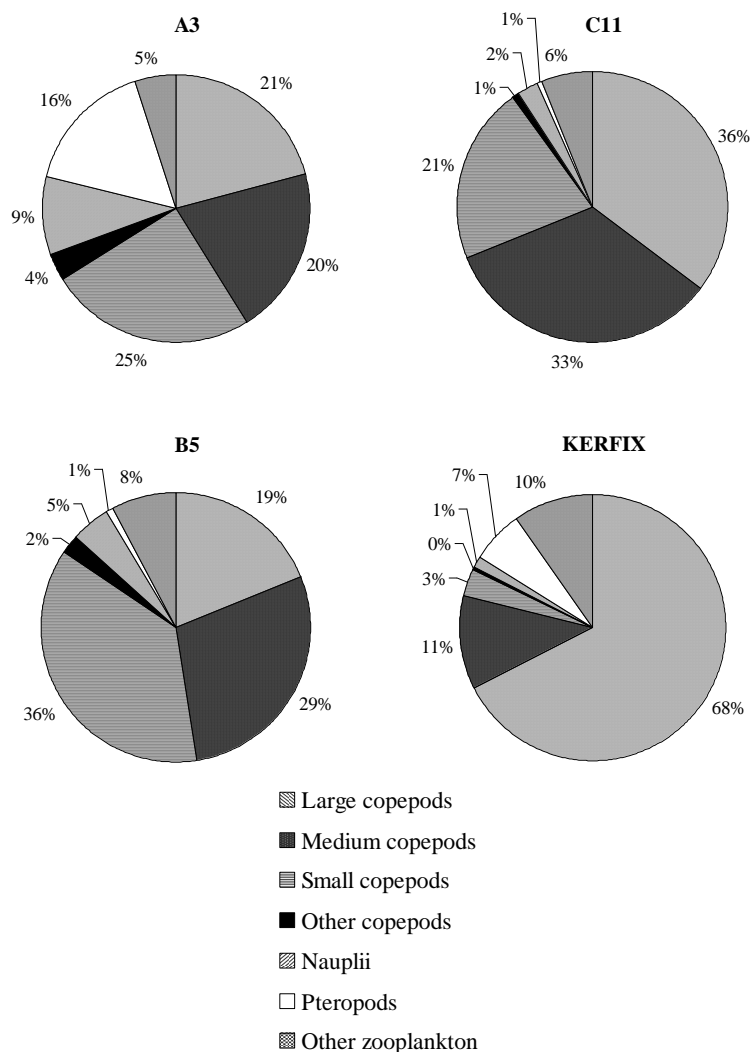 A3
5%
21%
16%
9%
20%
4%
25%
C11
1%
2%
6%
1%
36%
21%
33%
B5
1%
8%
5%
19%
2%
36%
29%
KERFIX
7%
10%
1%
0%
3%
11%
68%
Large copepods
Medium copepods
Small copepods
Other copepods
Nauplii
Pteropods
Other zooplankton